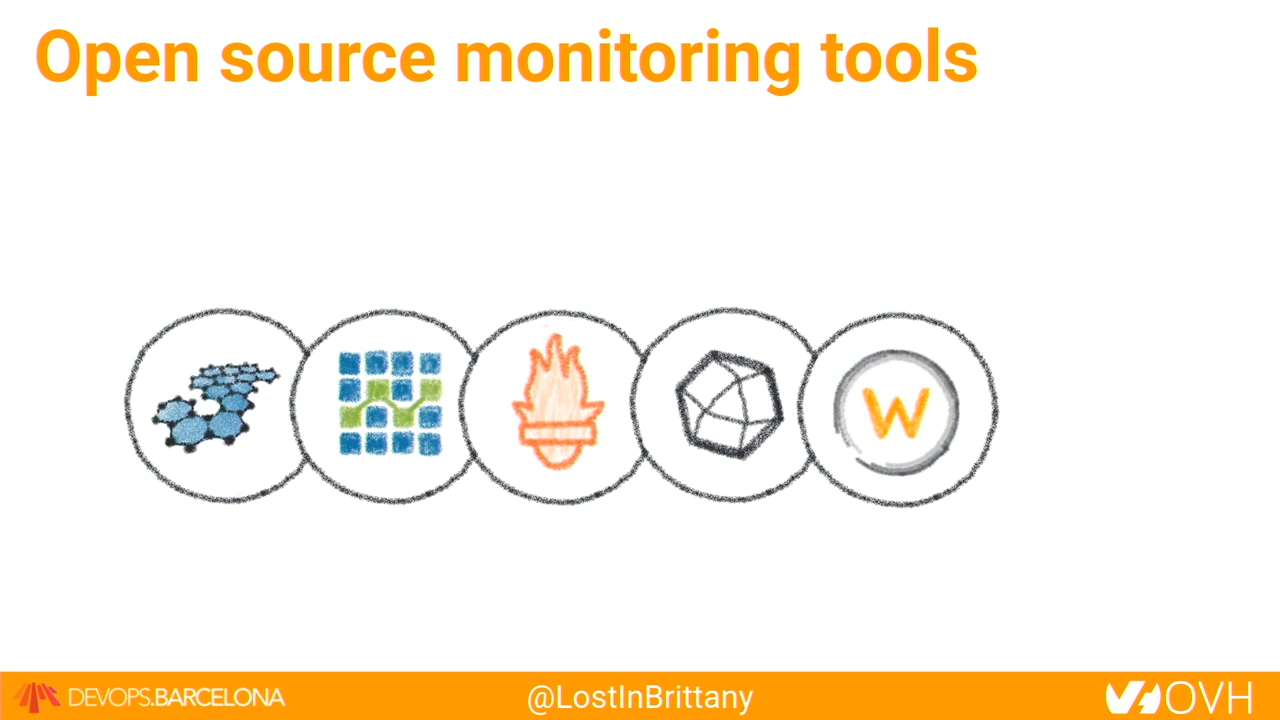 Open source monitoring tools
W
DEVOPS.BARCELONA
@LostInBrittany
OVH